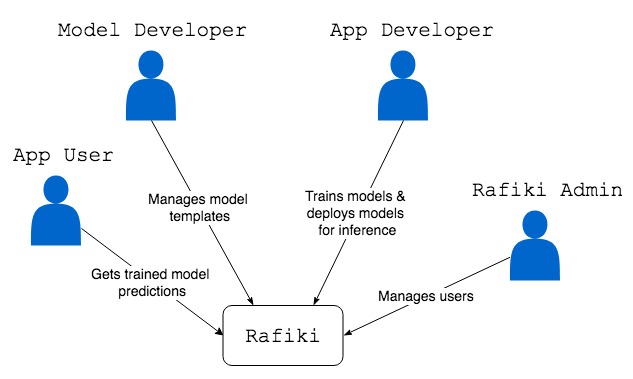 Model Developer
App Developer
App User
Rafiki Admin
Manages model
templates
Trains models &
deploys models
for inference
Gets trained model
predictions
Manages users
Rafiki